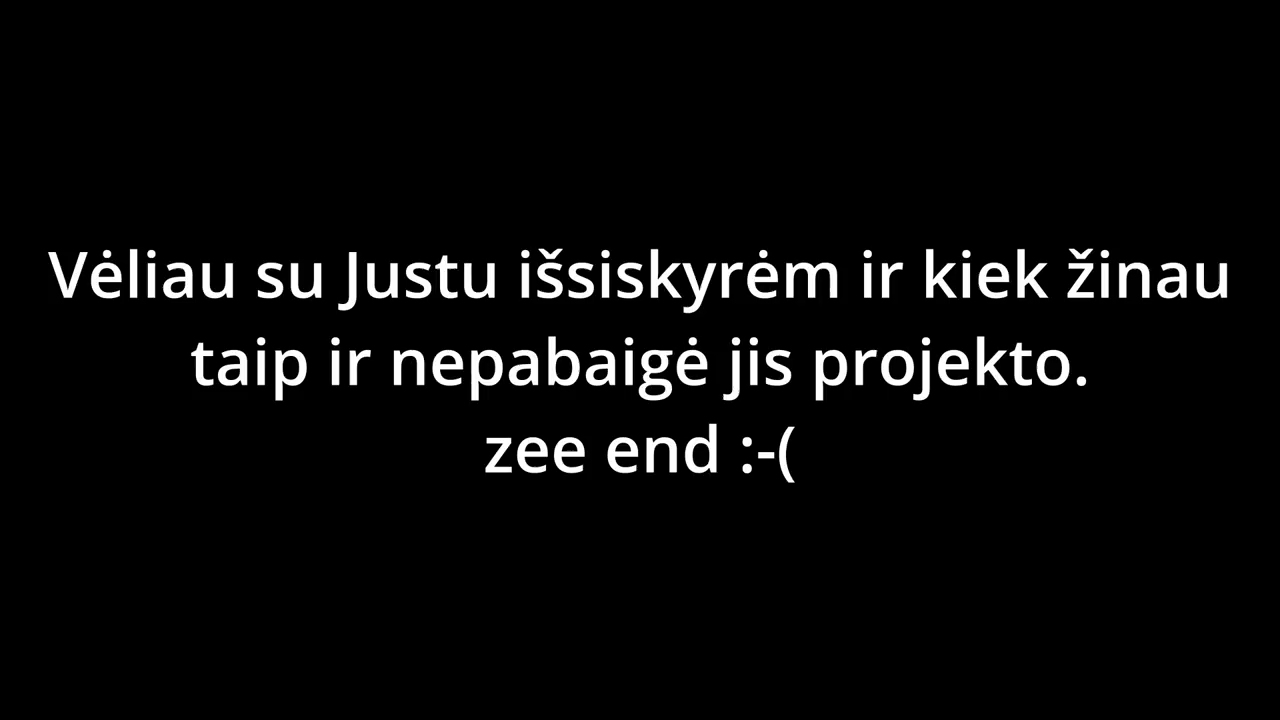 Vėliau su Justu išsiskyrėm ir kiek žinau
taip ir nepabaigė jis projekto.
zee end :-(